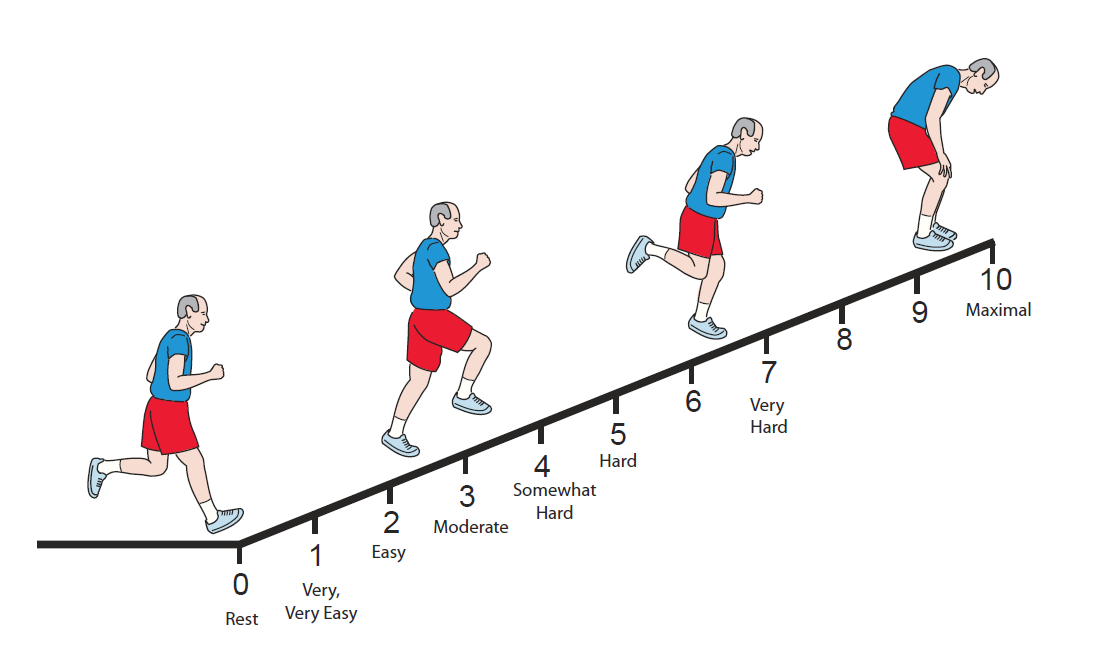 0
Rest
1
Very,
Very Easy
2
Easy
3
Moderate
4
Somewhat
Hard
5
Hard
6
7
Very
Hard
8
9
10
Maximal